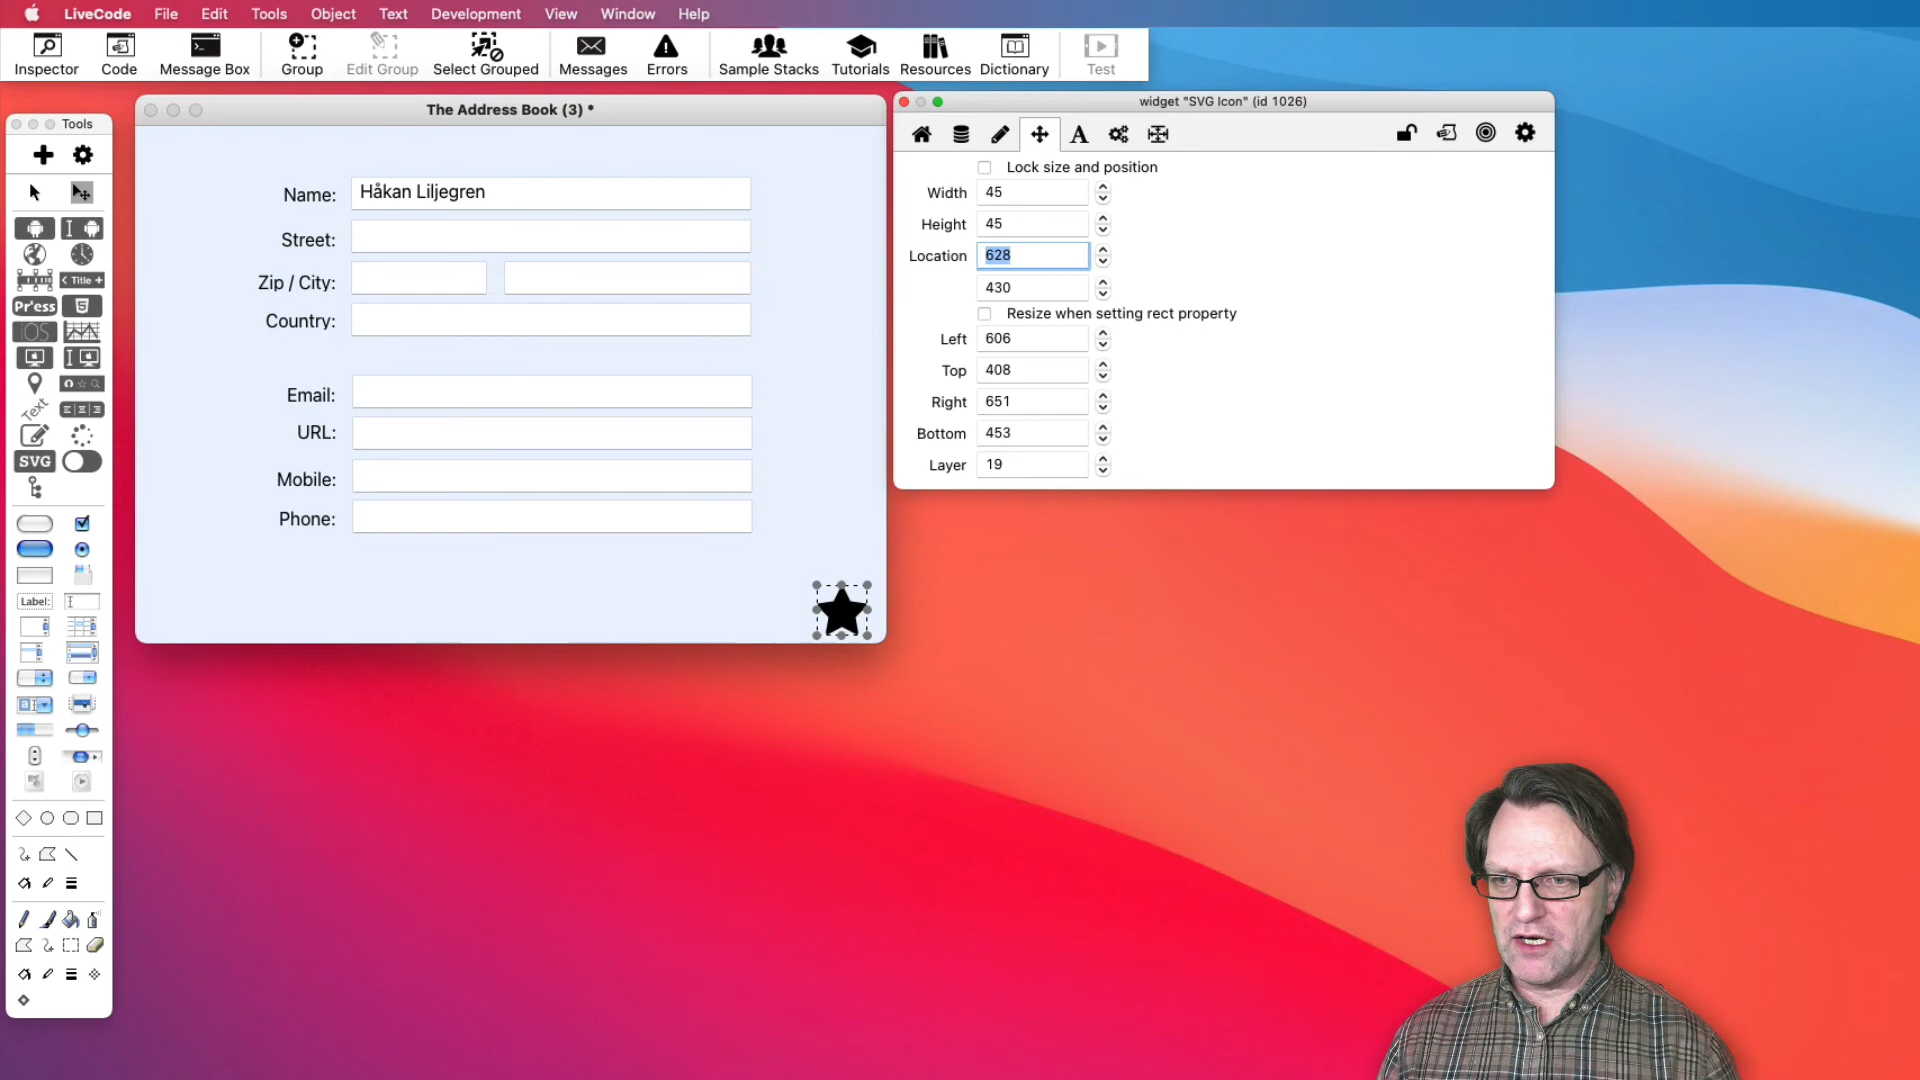 LiveCode File Edit Tools Object Text Development View Window Help
Inspector Code Message Box Group Edit Group Select Grouped Messages Errors Sample Stacks Tutorials Resources Dictionary Test
Tools
< Title +
Pr'ess
iOS
Text
SVG
Label:
The Address Book (3) *
Name: Håkan Liljegren
Street:
Zip / City:
Country:
Email:
URL:
Mobile:
Phone:
widget "SVG Icon" (id 1026)
Lock size and position
Width 45
Height 45
Location 628
430
Resize when setting rect property
Left 606
Top 408
Right 651
Bottom 453
Layer 19